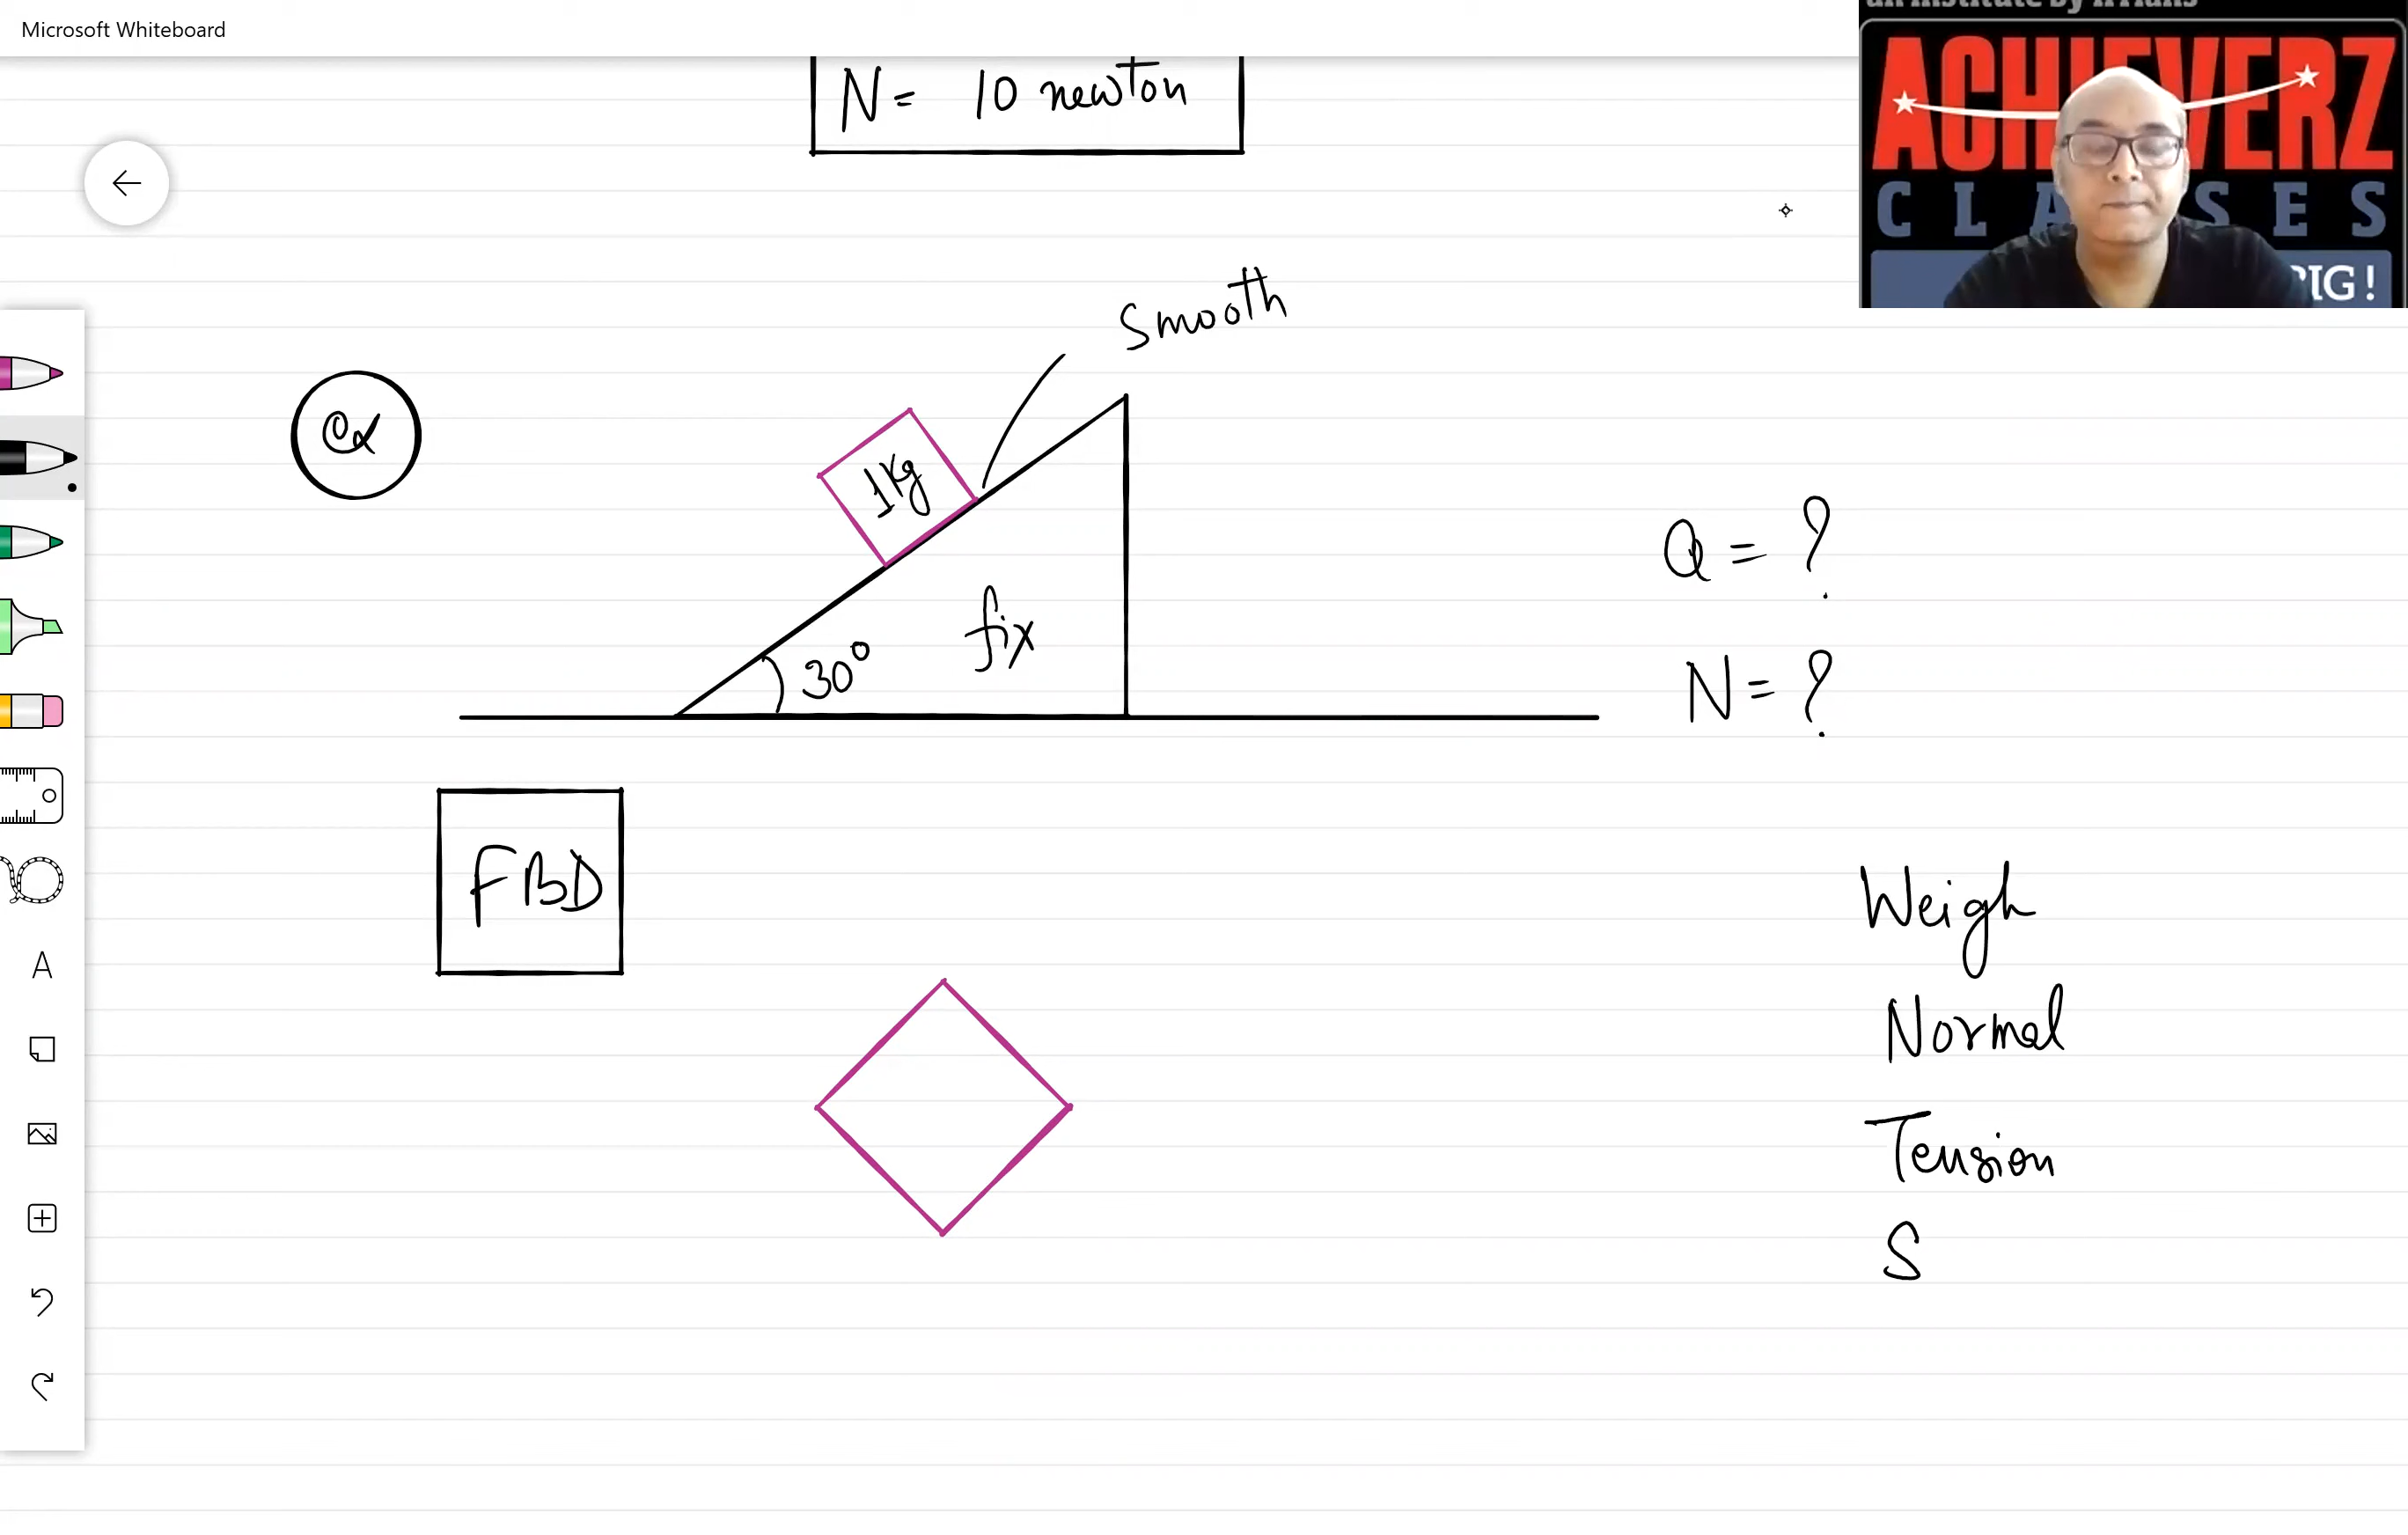 Microsoft Whiteboard
ACHIEVERZ
CLASSES
IG!
N = 10 newton
Smooth
Ex
1Kg
fix
30°
a = ?
N = ?
FBD
Weigh
Normal
Tension
S
A